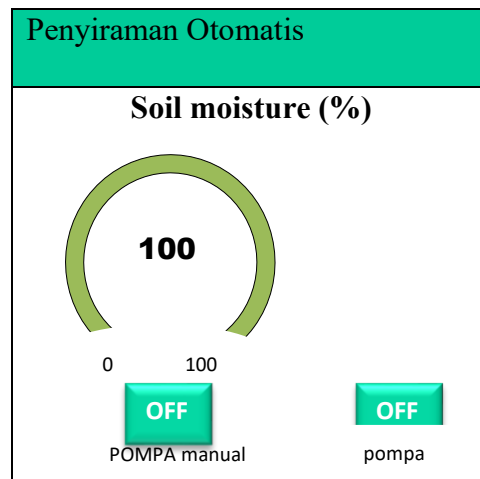 Penyiraman Otomatis
Soil moisture (%)
100
0 100
OFF OFF
POMPA manual pompa